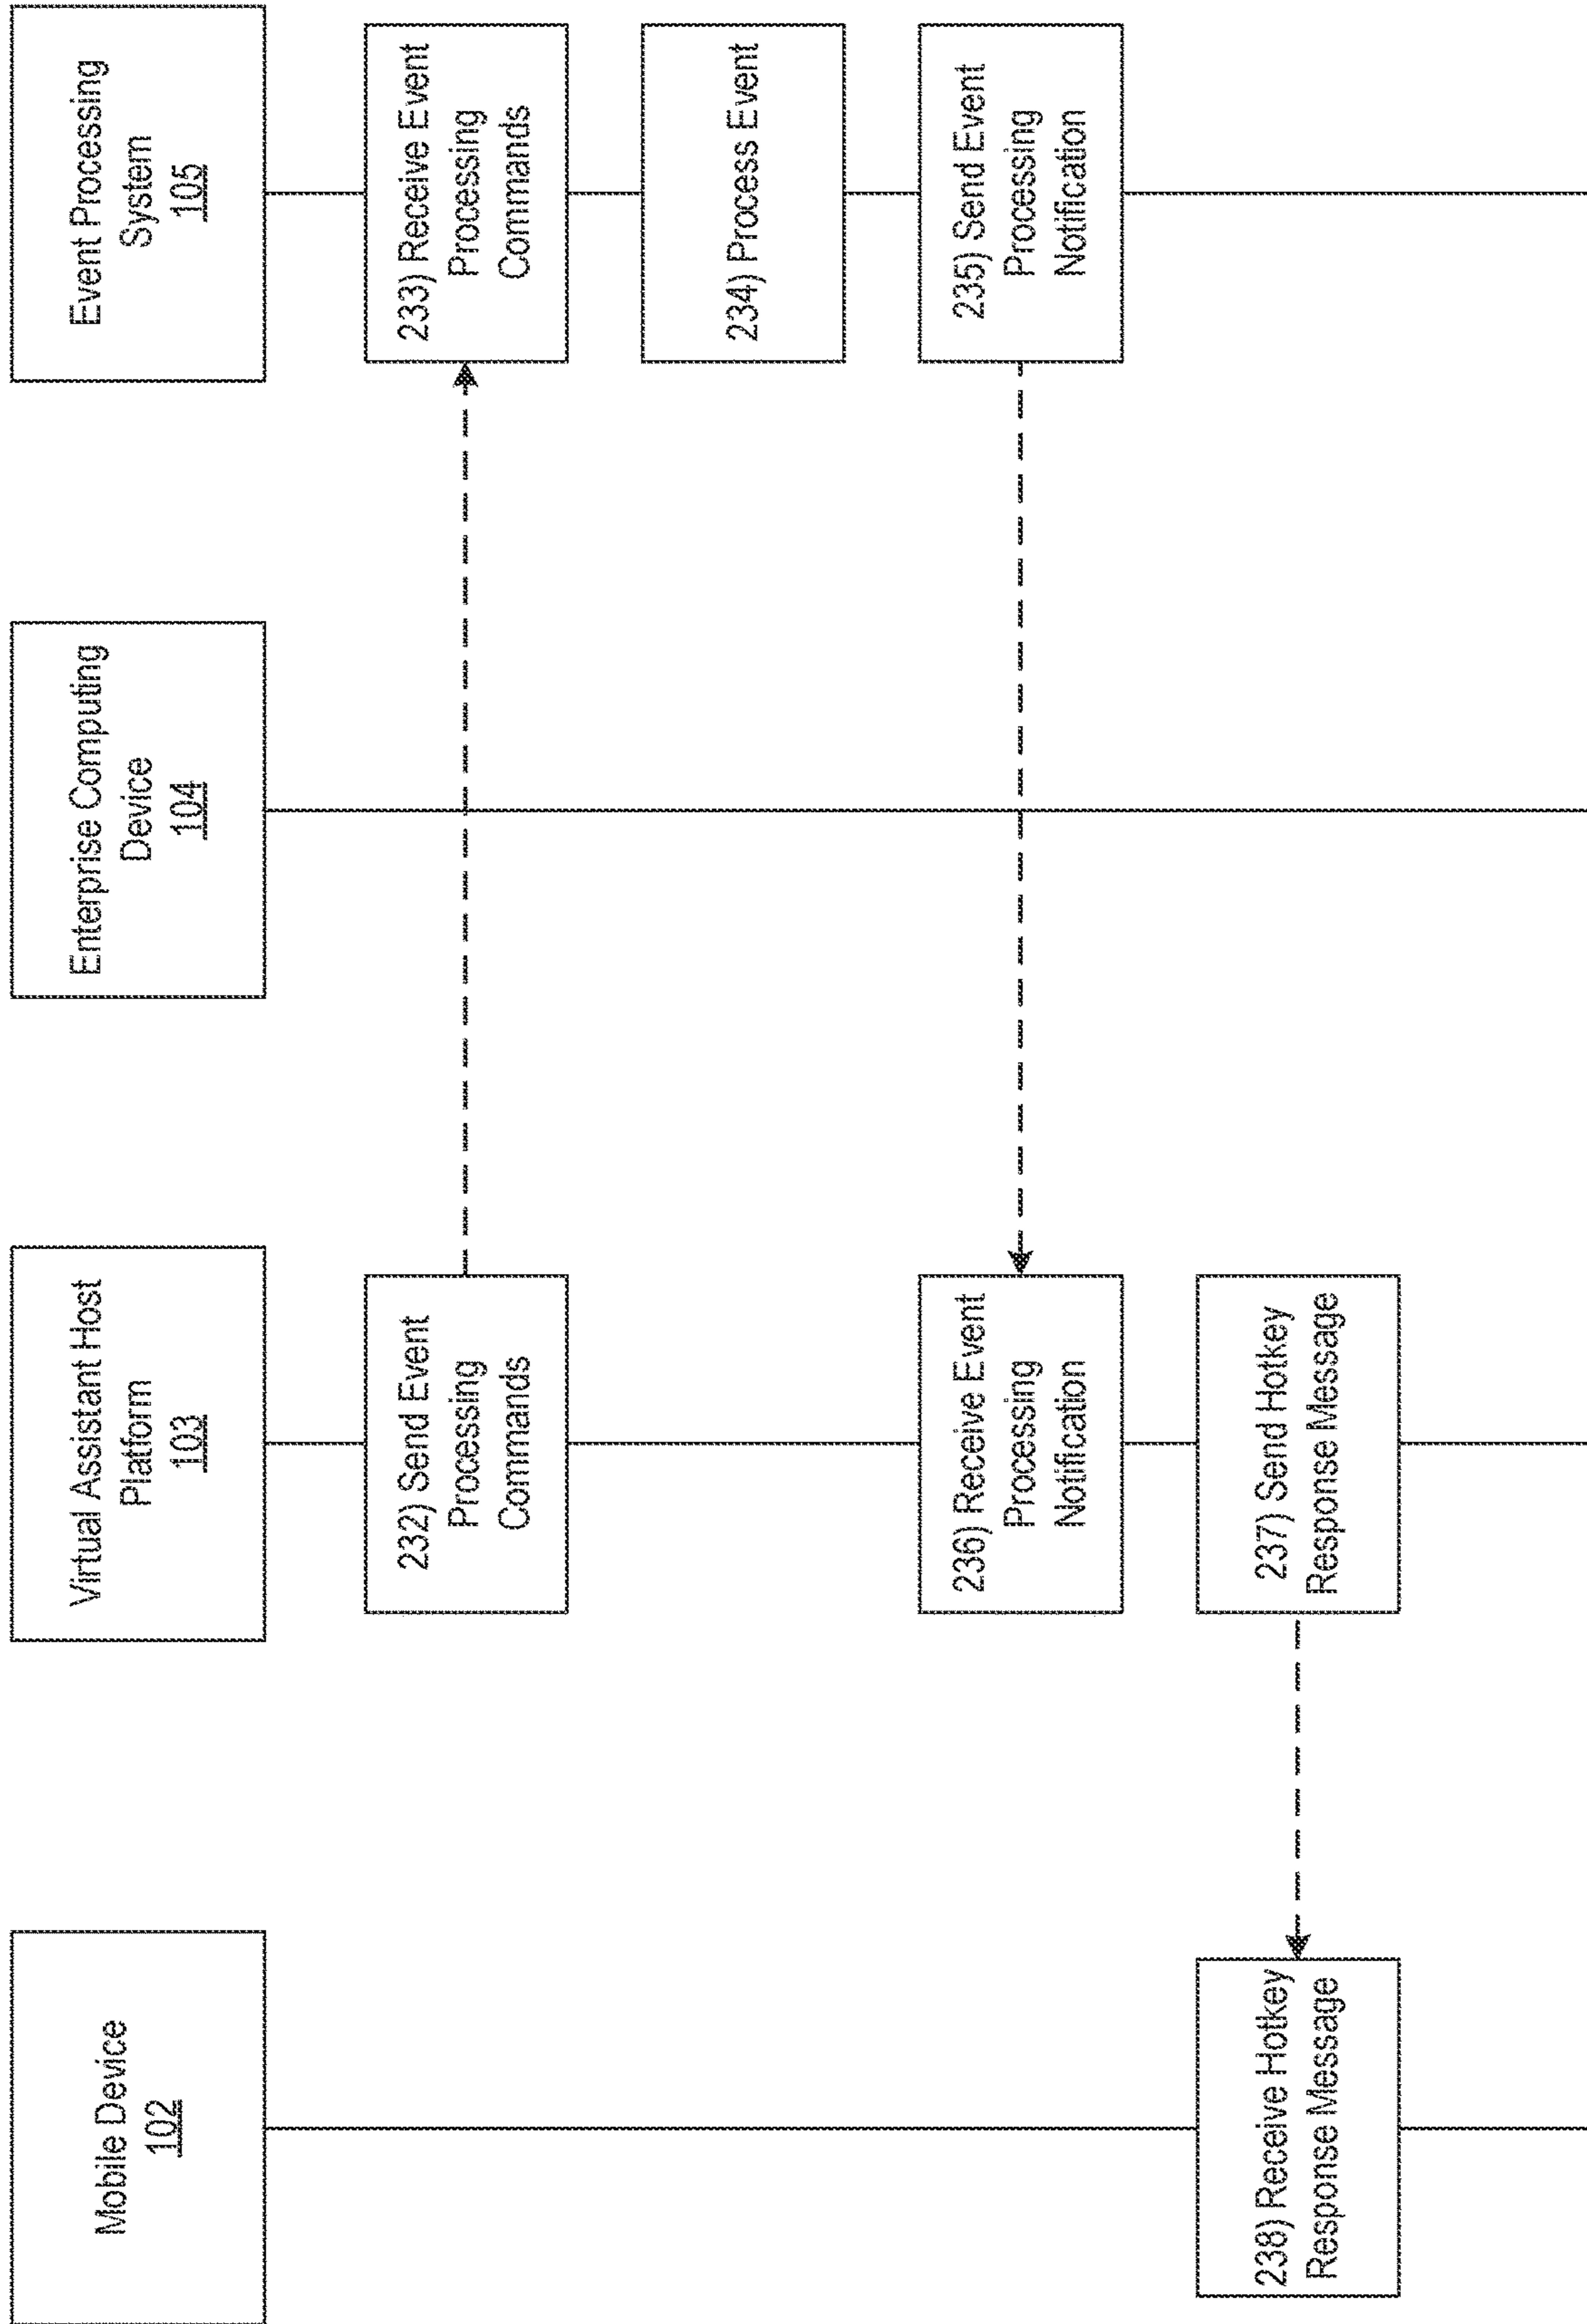 Mobile Device
102
Virtual Assistant Host
Platform
103
Enterprise Computing
Device
104
Event Processing
System
105
232) Send Event
Processing
Commands
233) Receive Event
Processing
Commands
234) Process Event
236) Receive Event
Processing
Notification
235) Send Event
Processing
Notification
238) Receive Hotkey
Response Message
237) Send Hotkey
Response Message